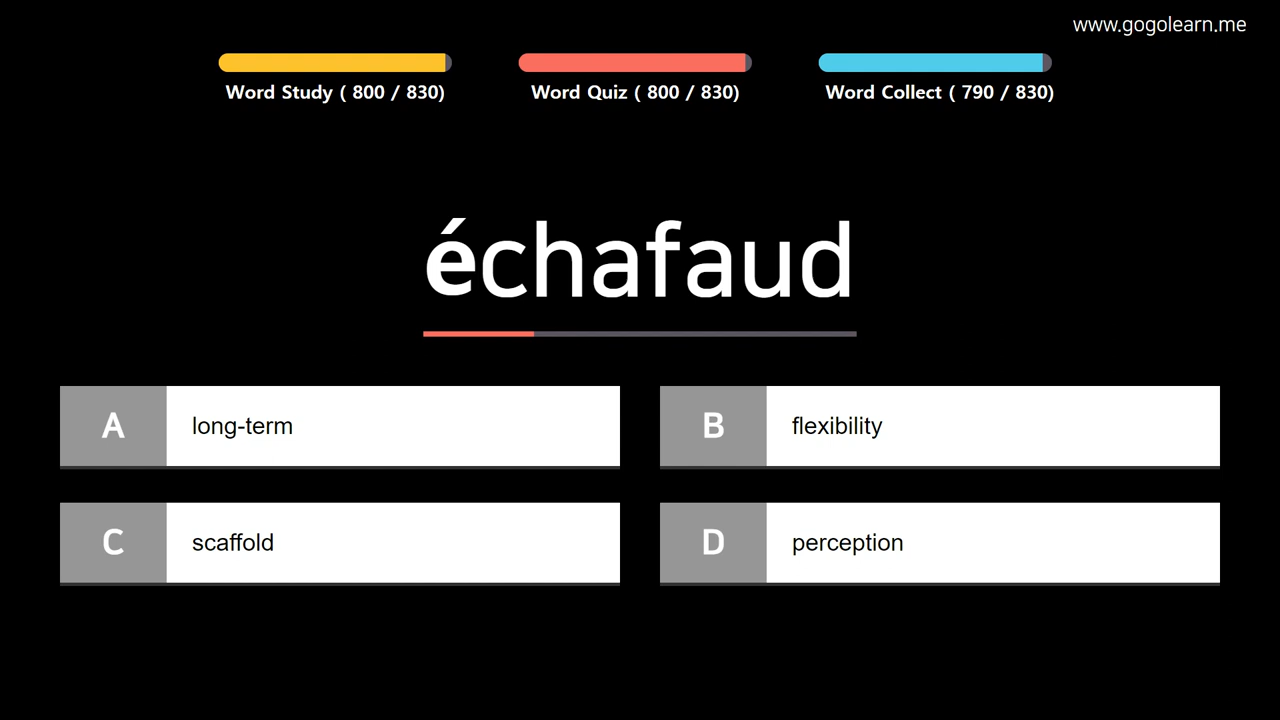 www.gogolearn.me
Word Study ( 800 / 830)
Word Quiz ( 800 / 830)
Word Collect ( 790 / 830)
échafaud
A long-term
B flexibility
C scaffold
D perception